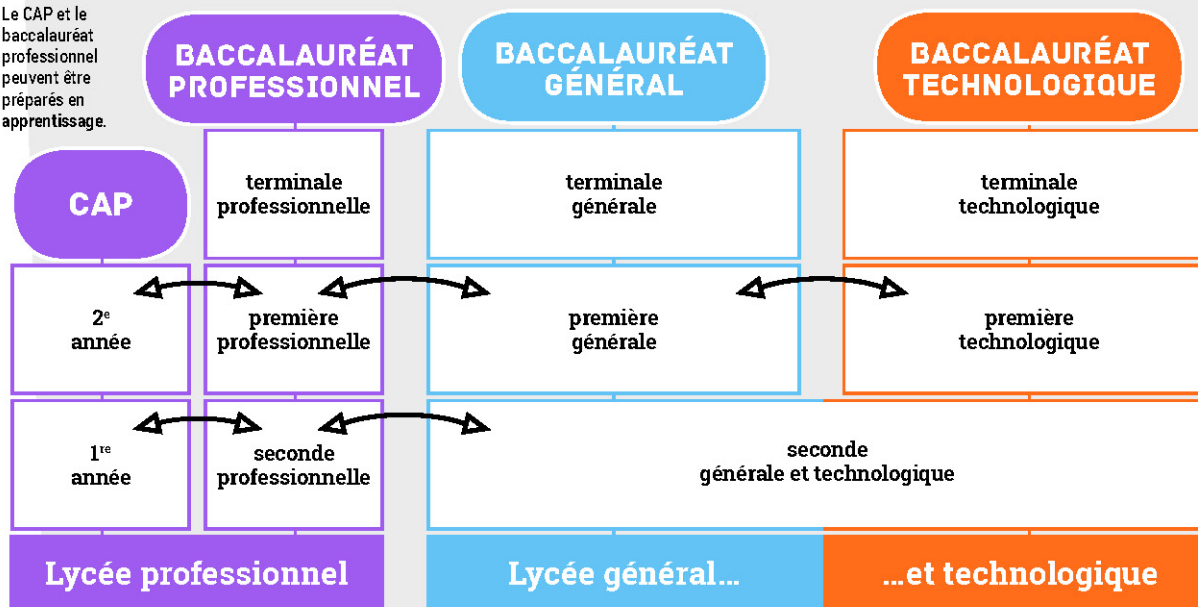 Le CAP et le
baccalauréat
professionnel
peuvent être
préparés en
apprentissage.
BACCALAURÉAT
PROFESSIONNEL
BACCALAURÉAT
GÉNÉRAL
BACCALAURÉAT
TECHNOLOGIQUE
CAP
terminale
professionnelle
terminale
générale
terminale
technologique
2e
année
première
professionnelle
première
générale
première
technologique
1re
année
seconde
professionnelle
seconde
générale et technologique
Lycée professionnel
Lycée général...
...et technologique